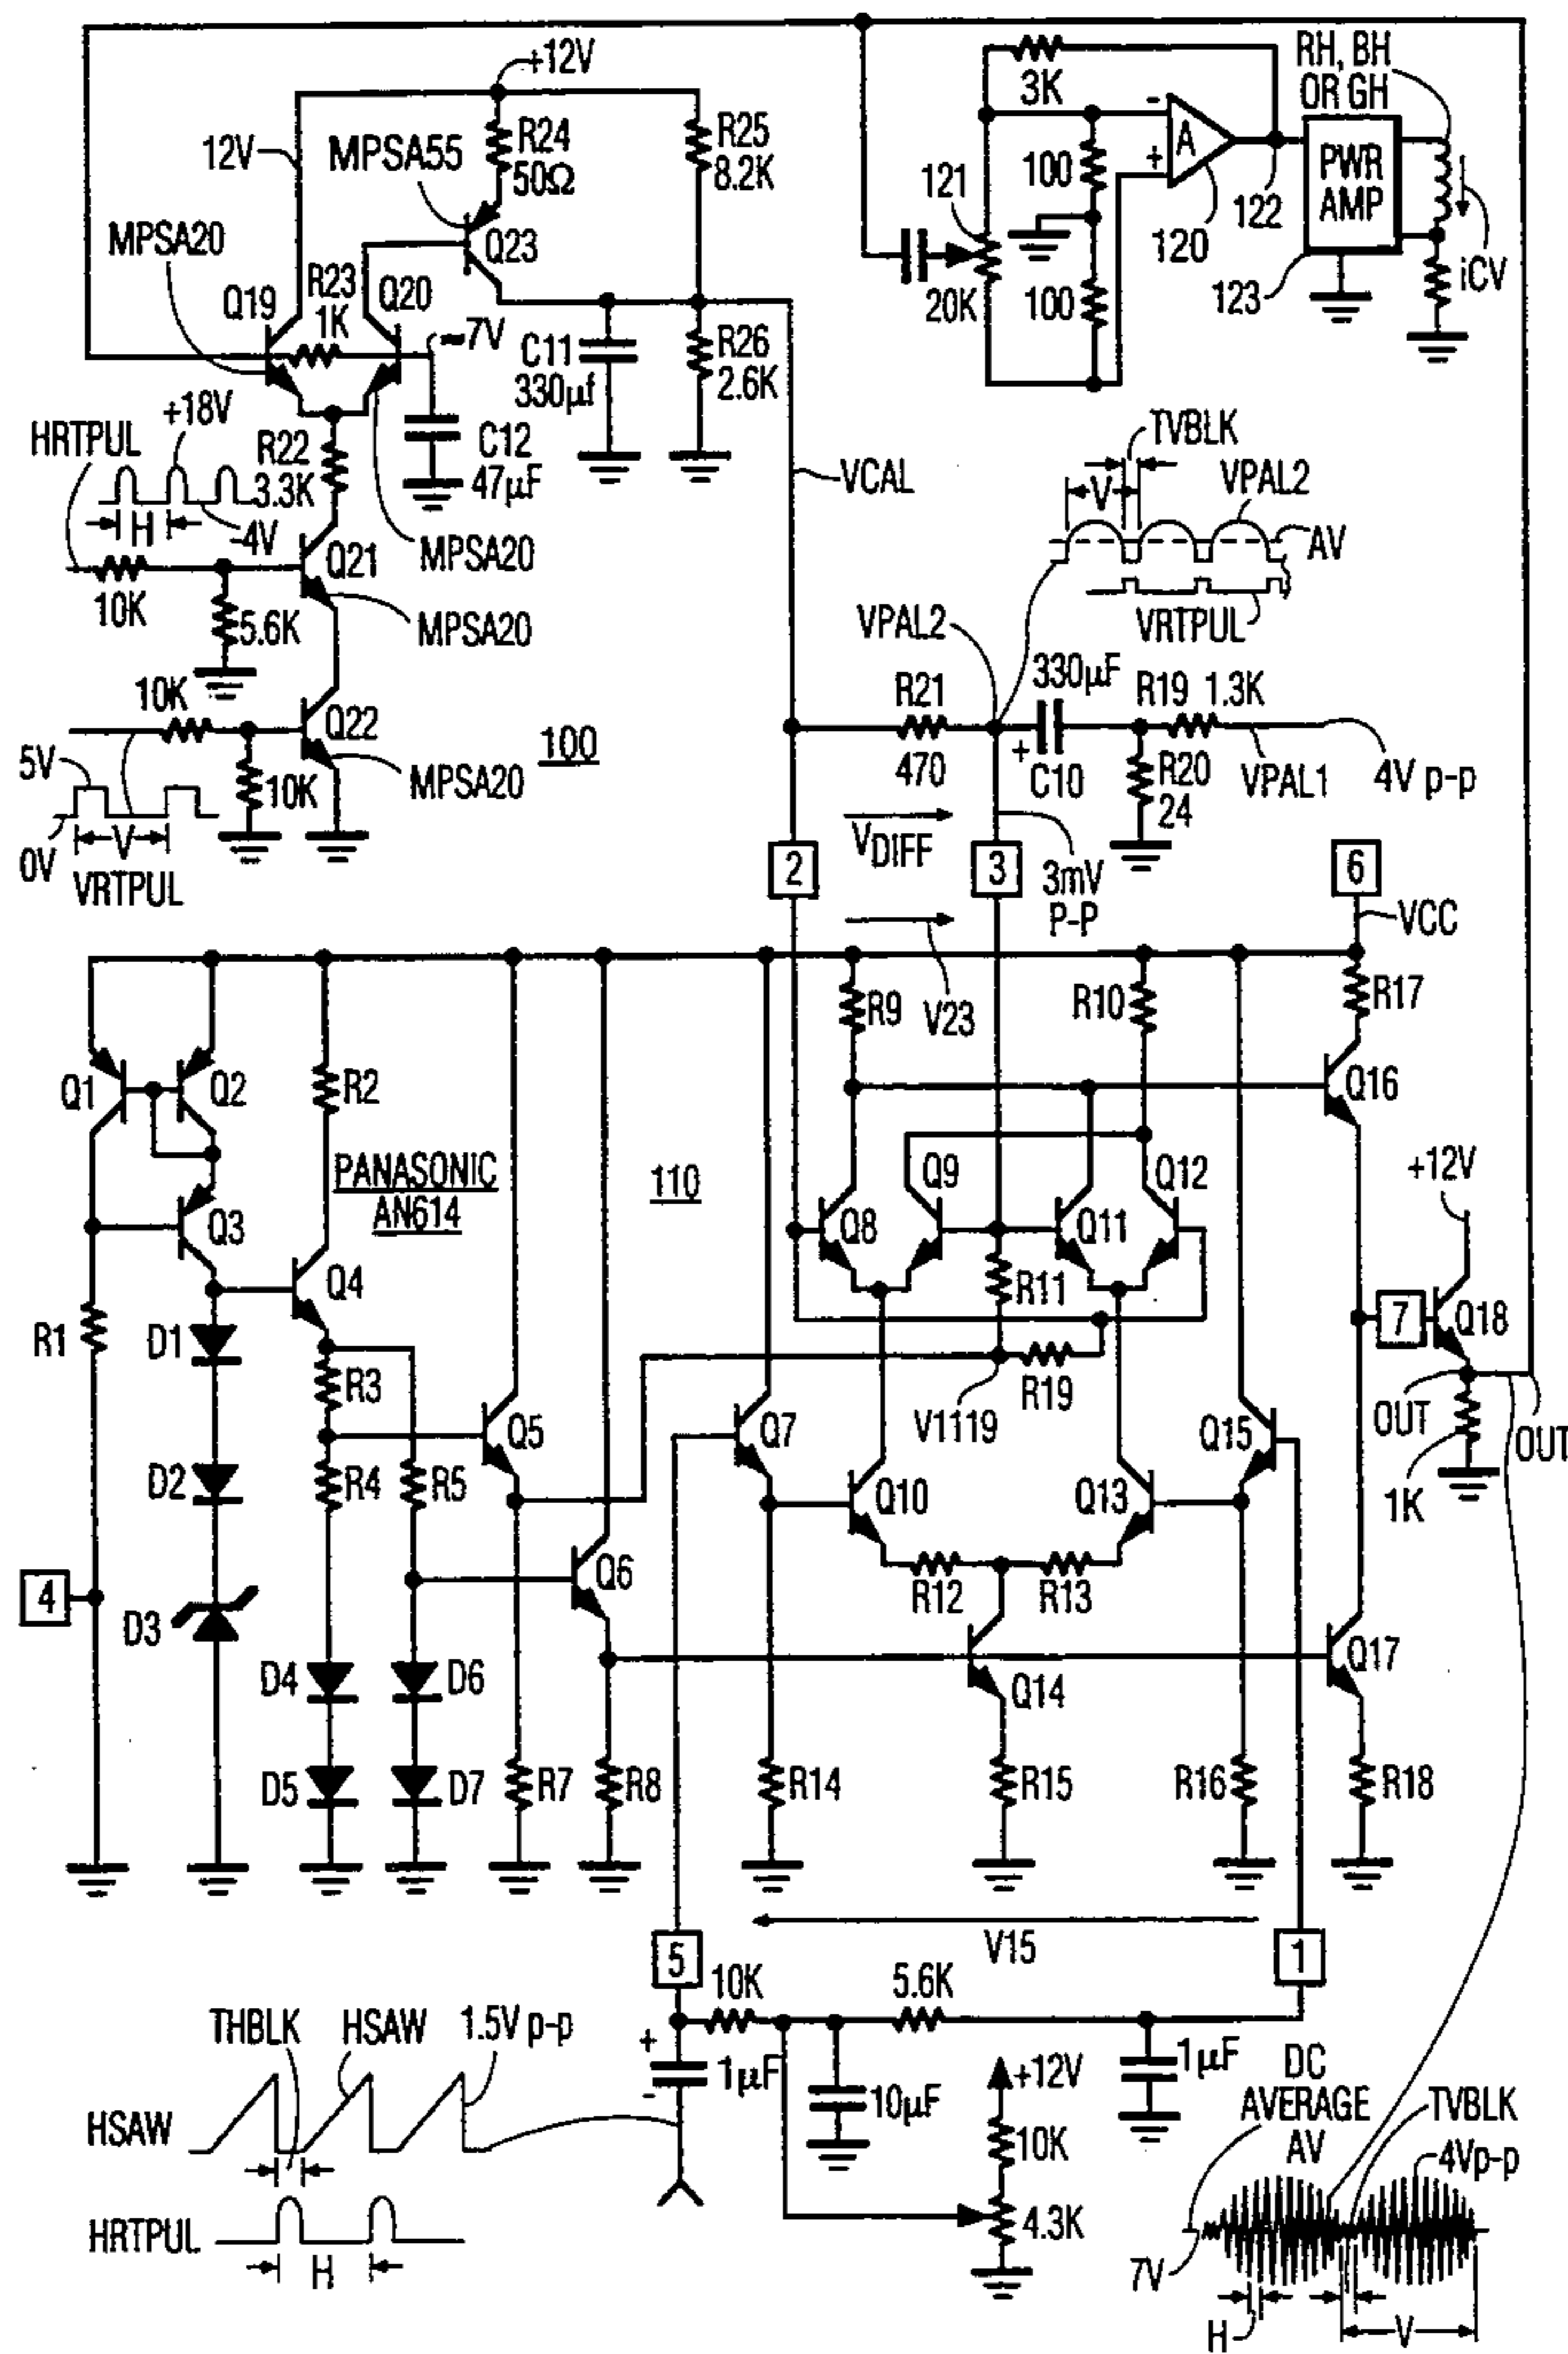 +12V
12V
MPSA55
R24
50Ω
R25
8.2K
3K
RH, BH
OR GH
MPSA20
Q23
121
100
A
-
+
PWR
AMP
122
120
Q19
R23
1K
Q20
≈7V
C11
330µf
R26
2.6K
20K
100
123
iCV
HRTPUL
+18V
R22
3.3K
C12
47µF
H
-4V
Q21
MPSA20
VCAL
TVBLK
V
VPAL2
AV
10K
5.6K
MPSA20
VPAL2
VRTPUL
10K
Q22
R21
470
330µF
R19 1.3K
5V
10K
MPSA20
100
+
C10
R20
24
VPAL1
4V p-p
0V
V
VRTPUL
VDIFF
2
3
3mV
P-P
6
VCC
R9
V23
R10
R17
Q1
Q2
R2
Q16
PANASONIC
AN614
110
+12V
Q3
Q8
Q9
Q11
Q12
R1
D1
Q4
R11
7
Q18
R3
V1119
R19
OUT
OUT
D2
R4
R5
Q5
Q7
Q10
Q13
Q15
1K
4
D3
Q6
R12
R13
D4
D6
Q14
Q17
D5
D7
R7
R8
R14
R15
R16
R18
V15
5
1
10K
5.6K
THBLK
HSAW
1.5V p-p
+
-
1µF
10µF
+12V
1µF
DC
AVERAGE
AV
TVBLK
HSAW
10K
4Vp-p
HRTPUL
H
4.3K
7V
H
V